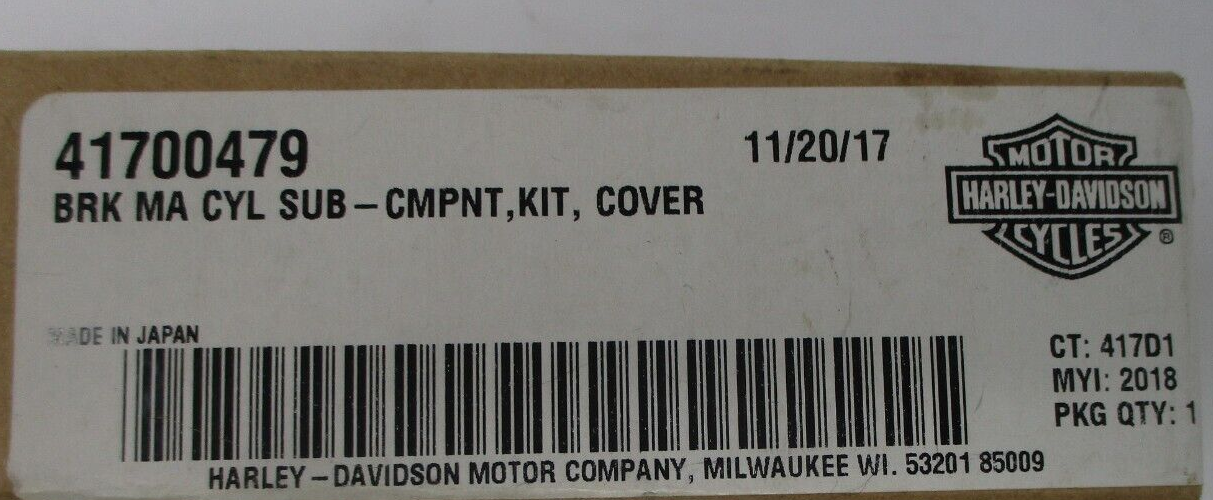 41700479
11/20/17
BRK MA CYL SUB-CMPNT,KIT, COVER
MOTOR
HARLEY-DAVIDSON
CYCLES
®
MADE IN JAPAN
CT: 417D1
MYI: 2018
PKG QTY: 1
HARLEY-DAVIDSON MOTOR COMPANY, MILWAUKEE WI. 53201 85009